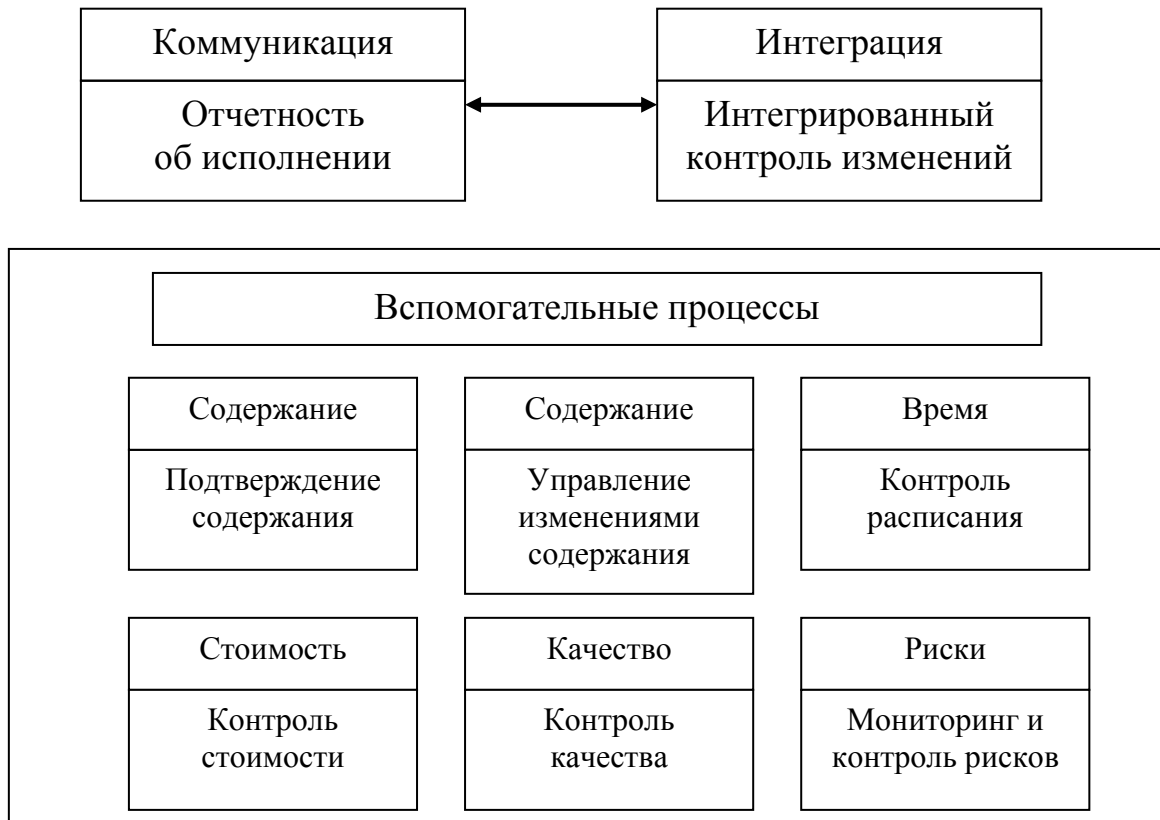 Коммуникация
Отчетность
об исполнении
Интеграция
Интегрированный
контроль изменений
Вспомогательные процессы
Содержание
Подтверждение
содержания
Содержание
Управление
изменениями
содержания
Время
Контроль
расписания
Стоимость
Контроль
стоимости
Качество
Контроль
качества
Риски
Мониторинг и
контроль рисков